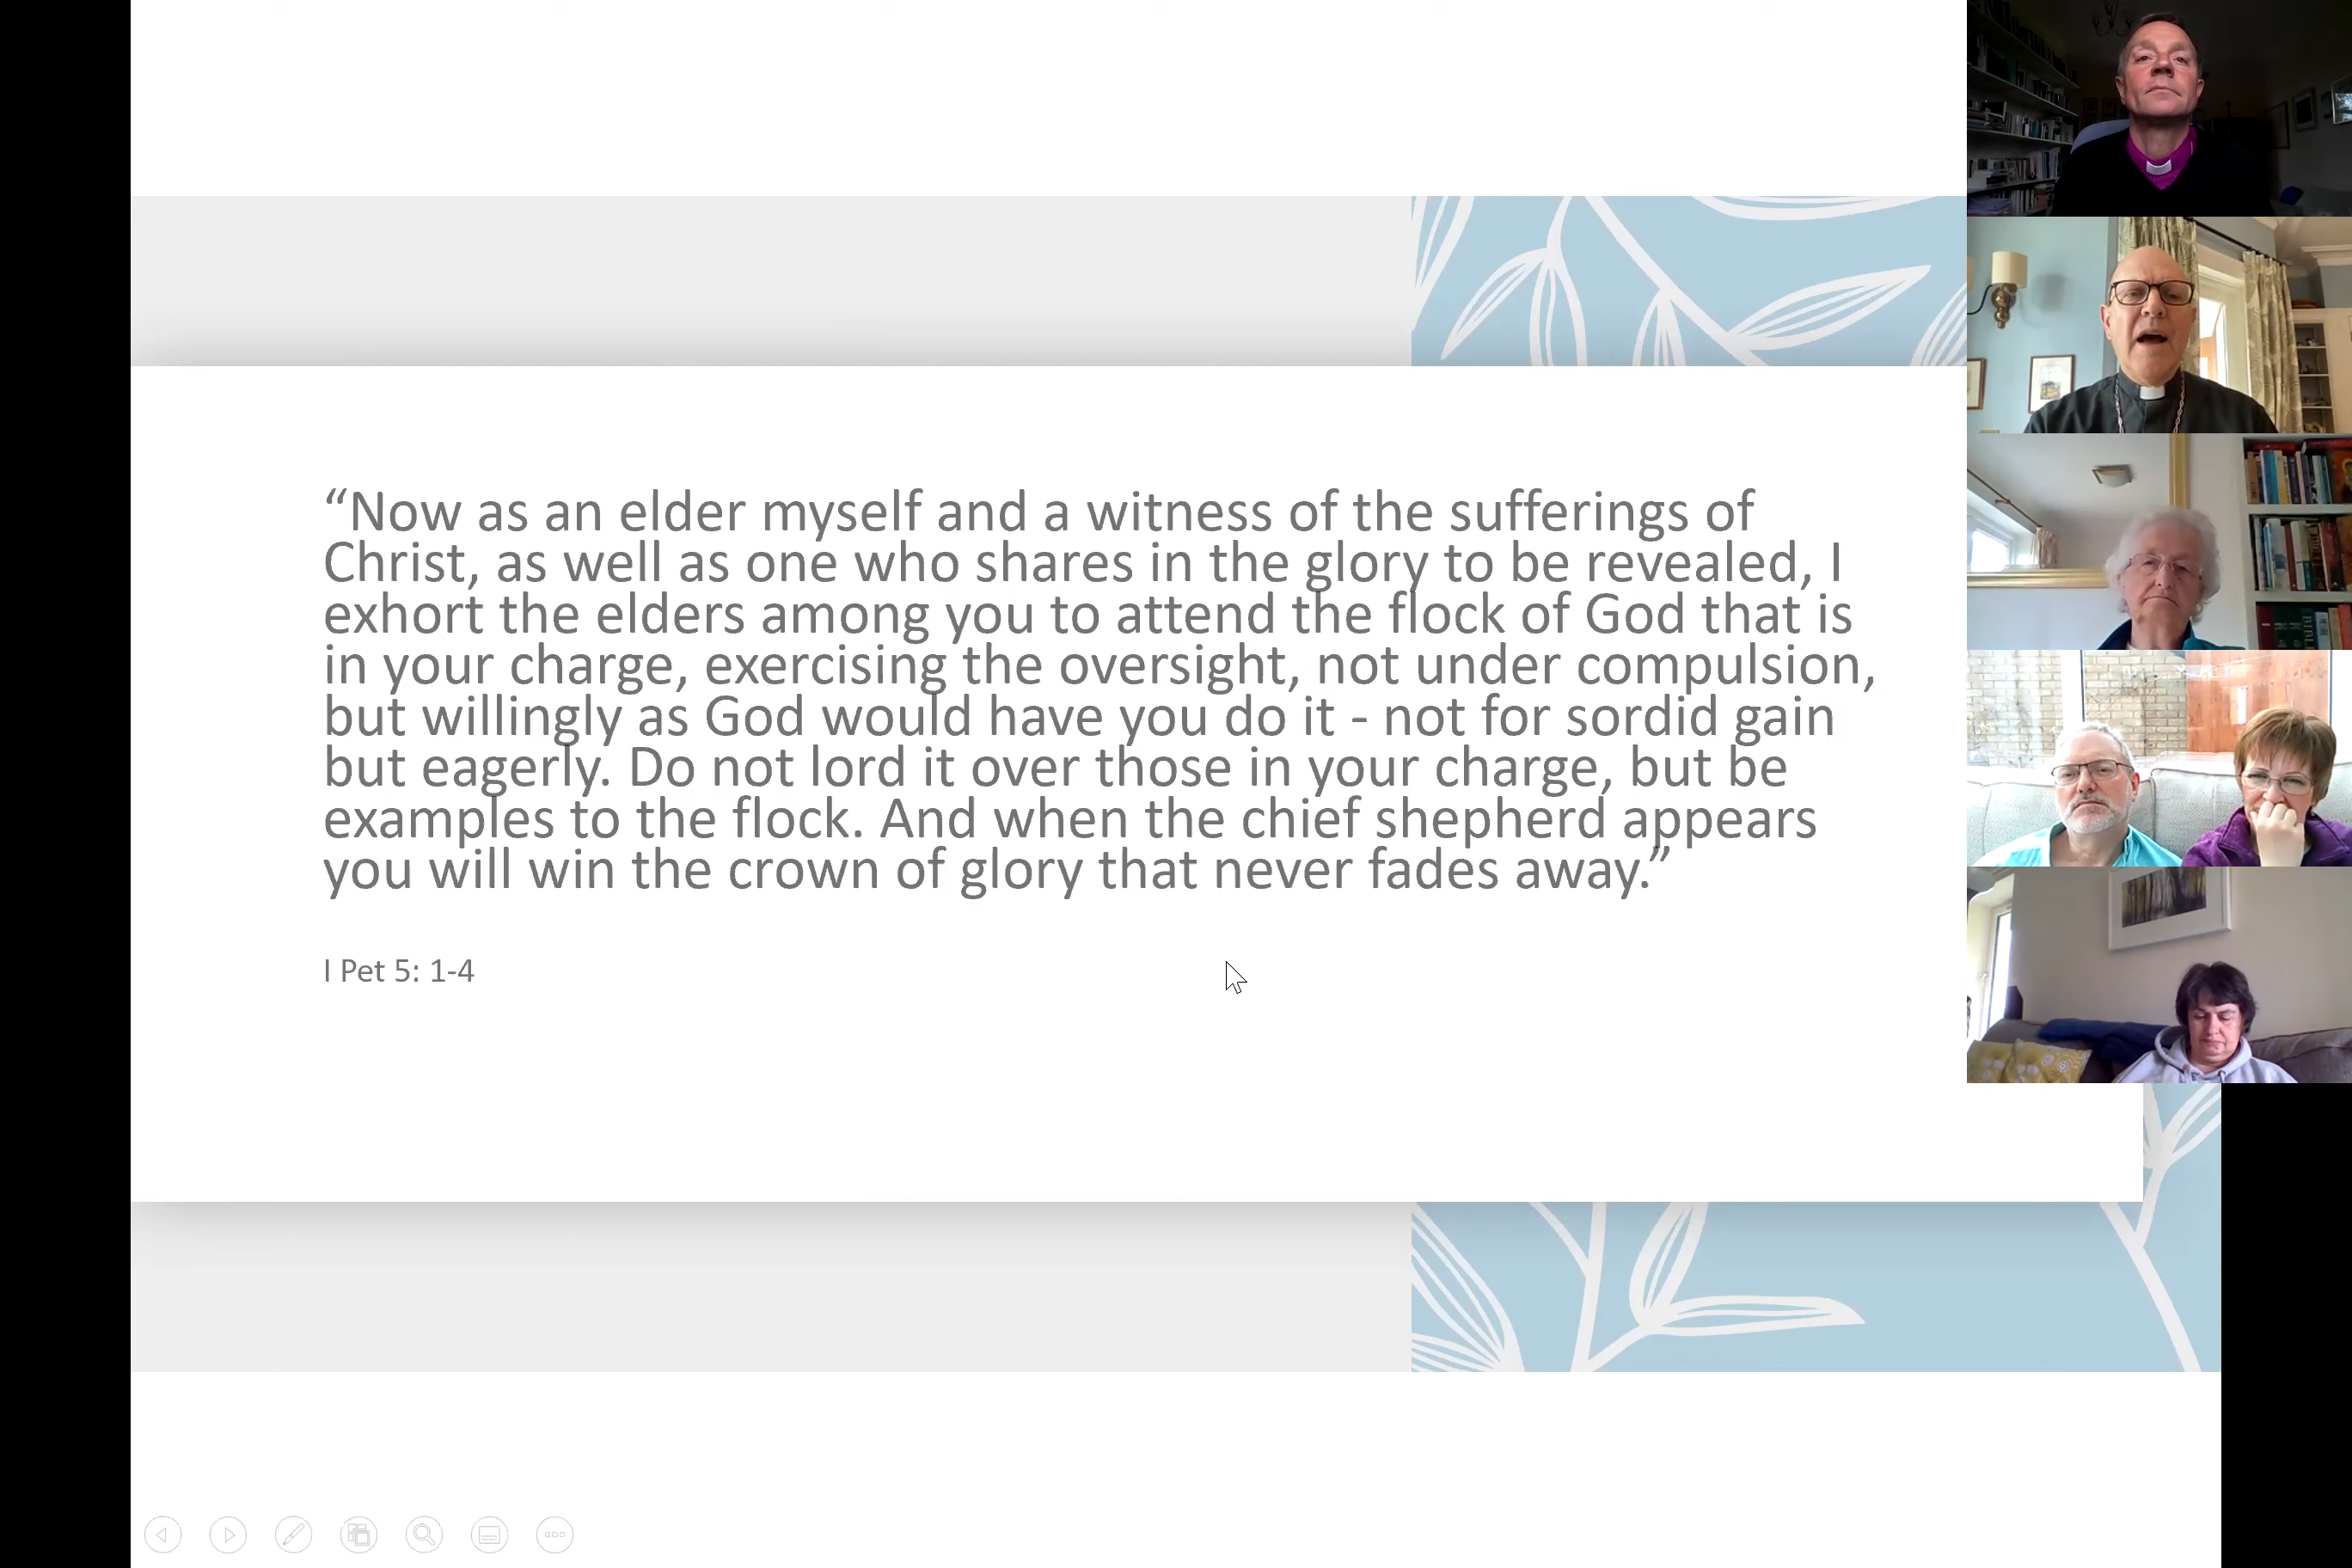 “Now as an elder myself and a witness of the sufferings of
Christ, as well as one who shares in the glory to be revealed, I
exhort the elders among you to attend the flock of God that is
in your charge, exercising the oversight, not under compulsion,
but willingly as God would have you do it - not for sordid gain
but eagerly. Do not lord it over those in your charge, but be
examples to the flock. And when the chief shepherd appears
you will win the crown of glory that never fades away.”
I Pet 5: 1-4